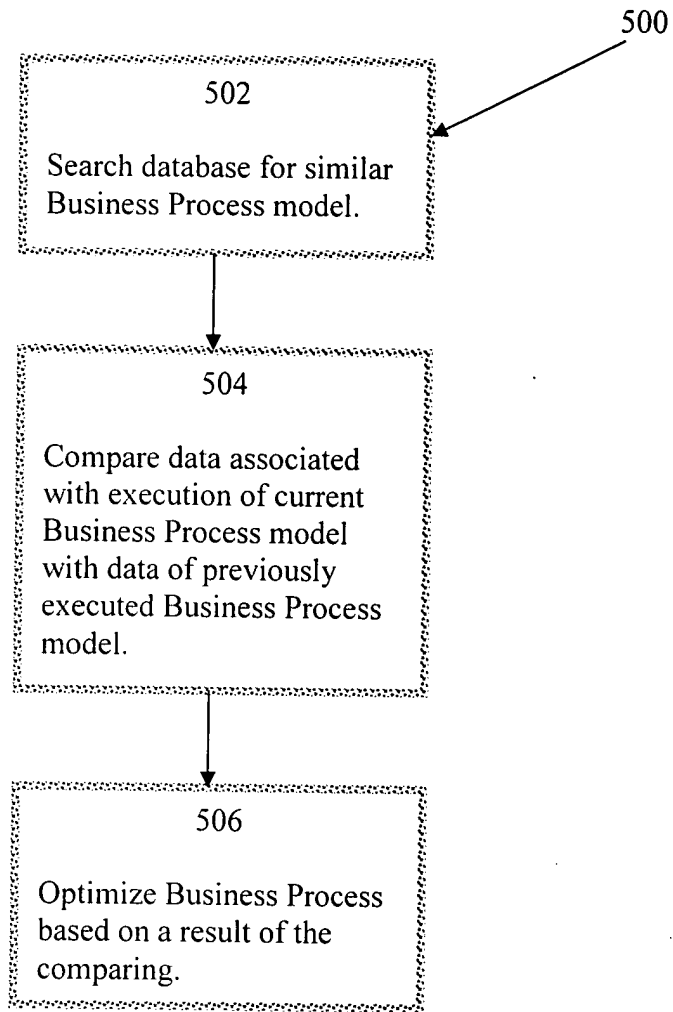 500
502
Search database for similar
Business Process model.
504
Compare data associated
with execution of current
Business Process model
with data of previously
executed Business Process
model.
506
Optimize Business Process
based on a result of the
comparing.